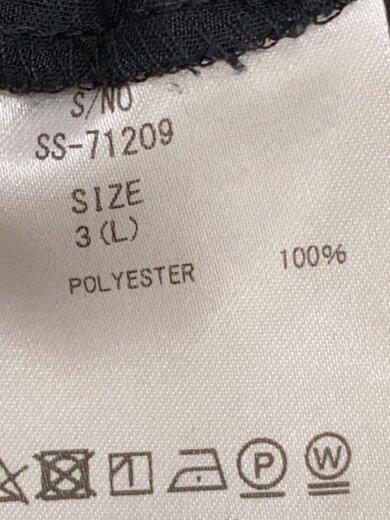 S/NO
SS-71209
SIZE
3(L)
POLYESTER 100%
P W